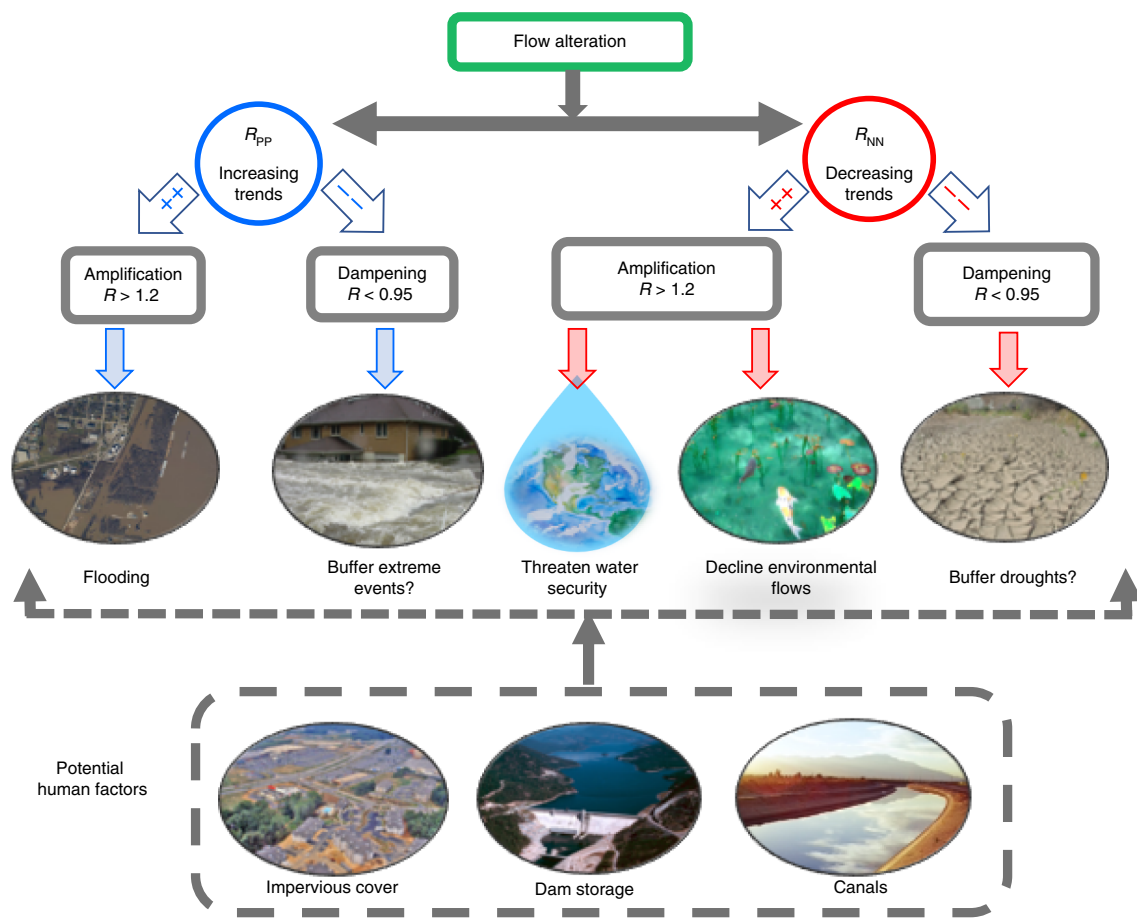 Flow alteration
R_PP
Increasing
trends
R_NN
Decreasing
trends
++
− −
++
− −
Amplification
R > 1.2
Dampening
R < 0.95
Amplification
R > 1.2
Dampening
R < 0.95
Flooding
Buffer extreme
events?
Threaten water
security
Decline environmental
flows
Buffer droughts?
Potential
human factors
Impervious cover
Dam storage
Canals